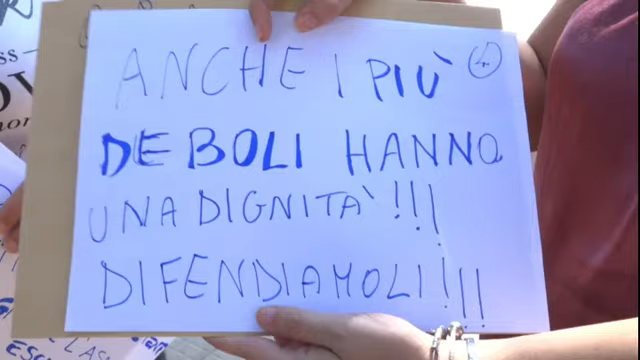 ANCHE I PIÙ
DEBOLI HANNO
UNA DIGNITÀ!!!
DIFENDIAMOLI!!!